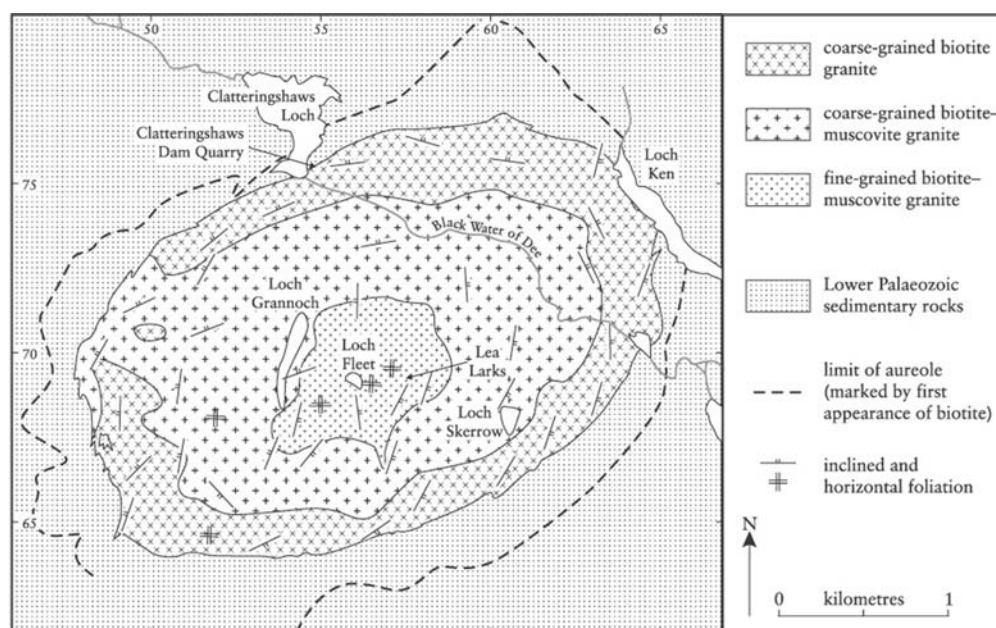 50
55
60
65
75
70
65
Clatteringshaws
Loch
Clatteringshaws
Dam Quarry
Loch
Ken
Black Water of Dee
Loch
Grannoch
Loch
Fleet
Lea
Larks
Loch
Skerrow
coarse-grained biotite
granite
coarse-grained biotite–
muscovite granite
fine-grained biotite–
muscovite granite
Lower Palaeozoic
sedimentary rocks
limit of aureole
(marked by first
appearance of biotite)
inclined and
horizontal foliation
N
0 kilometres 1